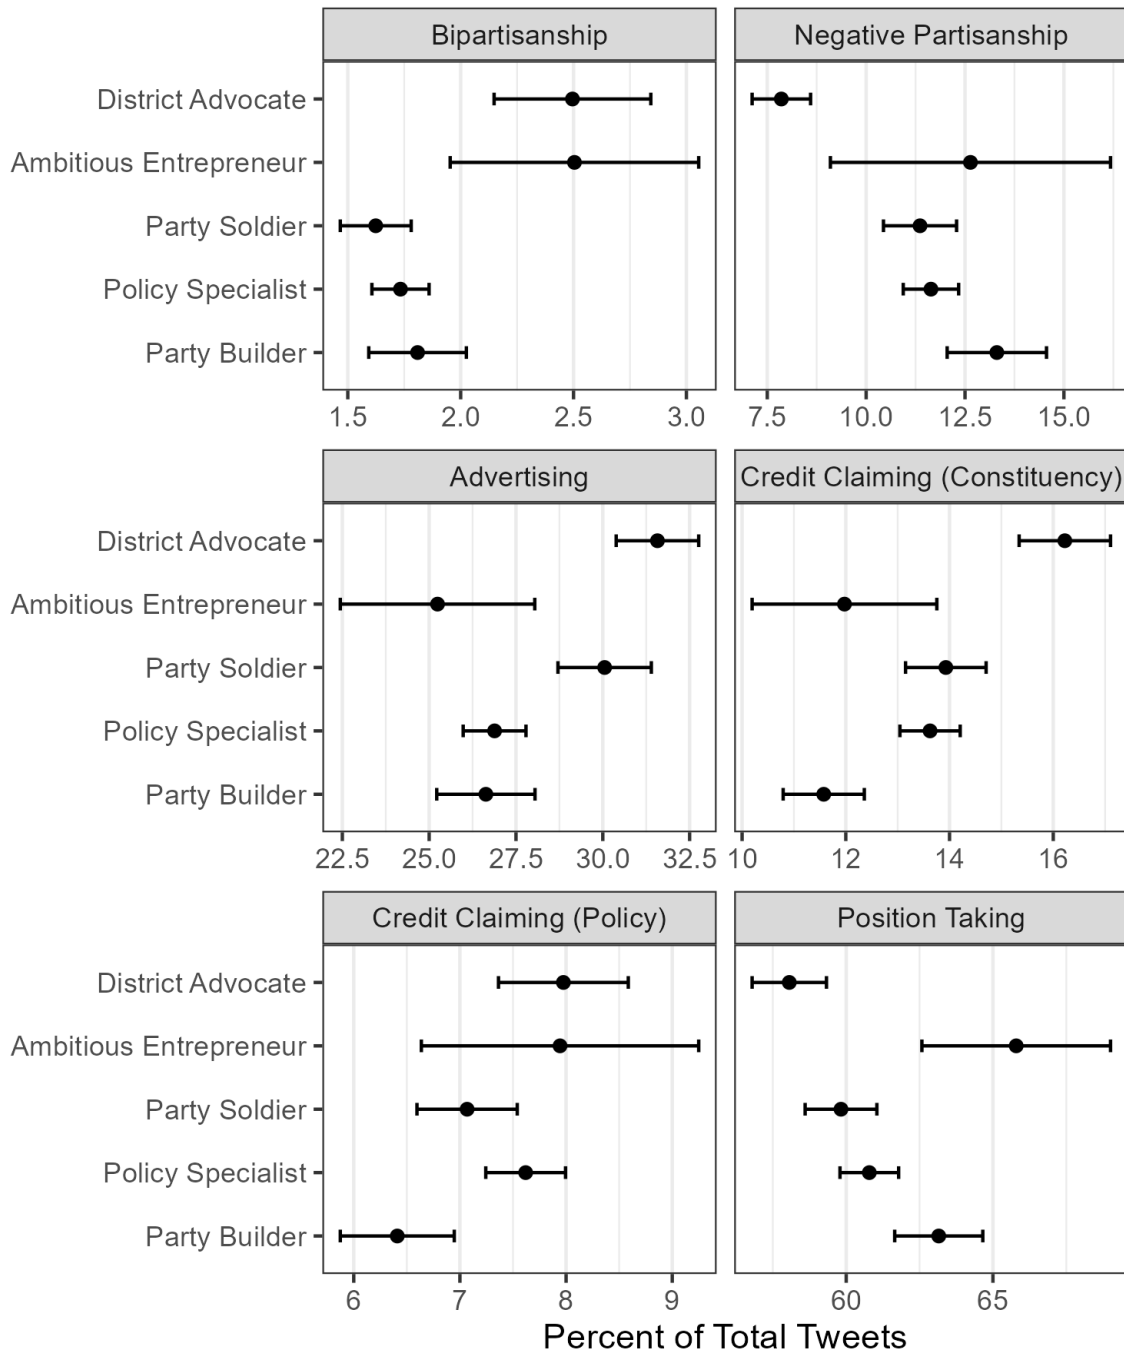 Bipartisanship
Negative Partisanship
District Advocate
Ambitious Entrepreneur
Party Soldier
Policy Specialist
Party Builder
1.5 2.0 2.5 3.0
7.5 10.0 12.5 15.0
Advertising
Credit Claiming (Constituency)
District Advocate
Ambitious Entrepreneur
Party Soldier
Policy Specialist
Party Builder
22.5 25.0 27.5 30.0 32.5
10 12 14 16
Credit Claiming (Policy)
Position Taking
District Advocate
Ambitious Entrepreneur
Party Soldier
Policy Specialist
Party Builder
6 7 8 9
60 65
Percent of Total Tweets